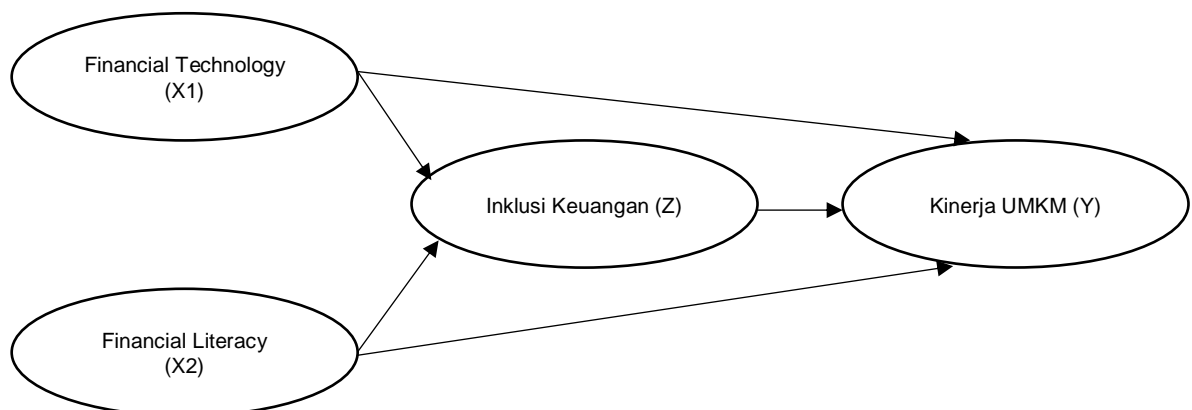 Financial Technology
(X1)
Inklusi Keuangan (Z)
Kinerja UMKM (Y)
Financial Literacy
(X2)